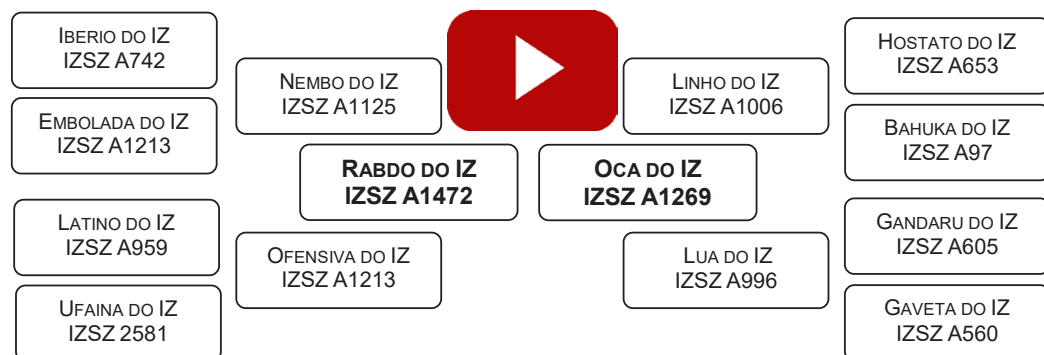 IBERIO DO IZ
IZSZ A742
HOSTATO DO IZ
IZSZ A653
NEMBO DO IZ
IZSZ A1125
LINHO DO IZ
IZSZ A1006
EMBOLADA DO IZ
IZSZ A1213
BAHUKA DO IZ
IZSZ A97
RABDO DO IZ
IZSZ A1472
OCA DO IZ
IZSZ A1269
LATINO DO IZ
IZSZ A959
GANDARU DO IZ
IZSZ A605
OFENSIVA DO IZ
IZSZ A1213
LUA DO IZ
IZSZ A996
UFAINA DO IZ
IZSZ 2581
GAVETA DO IZ
IZSZ A560